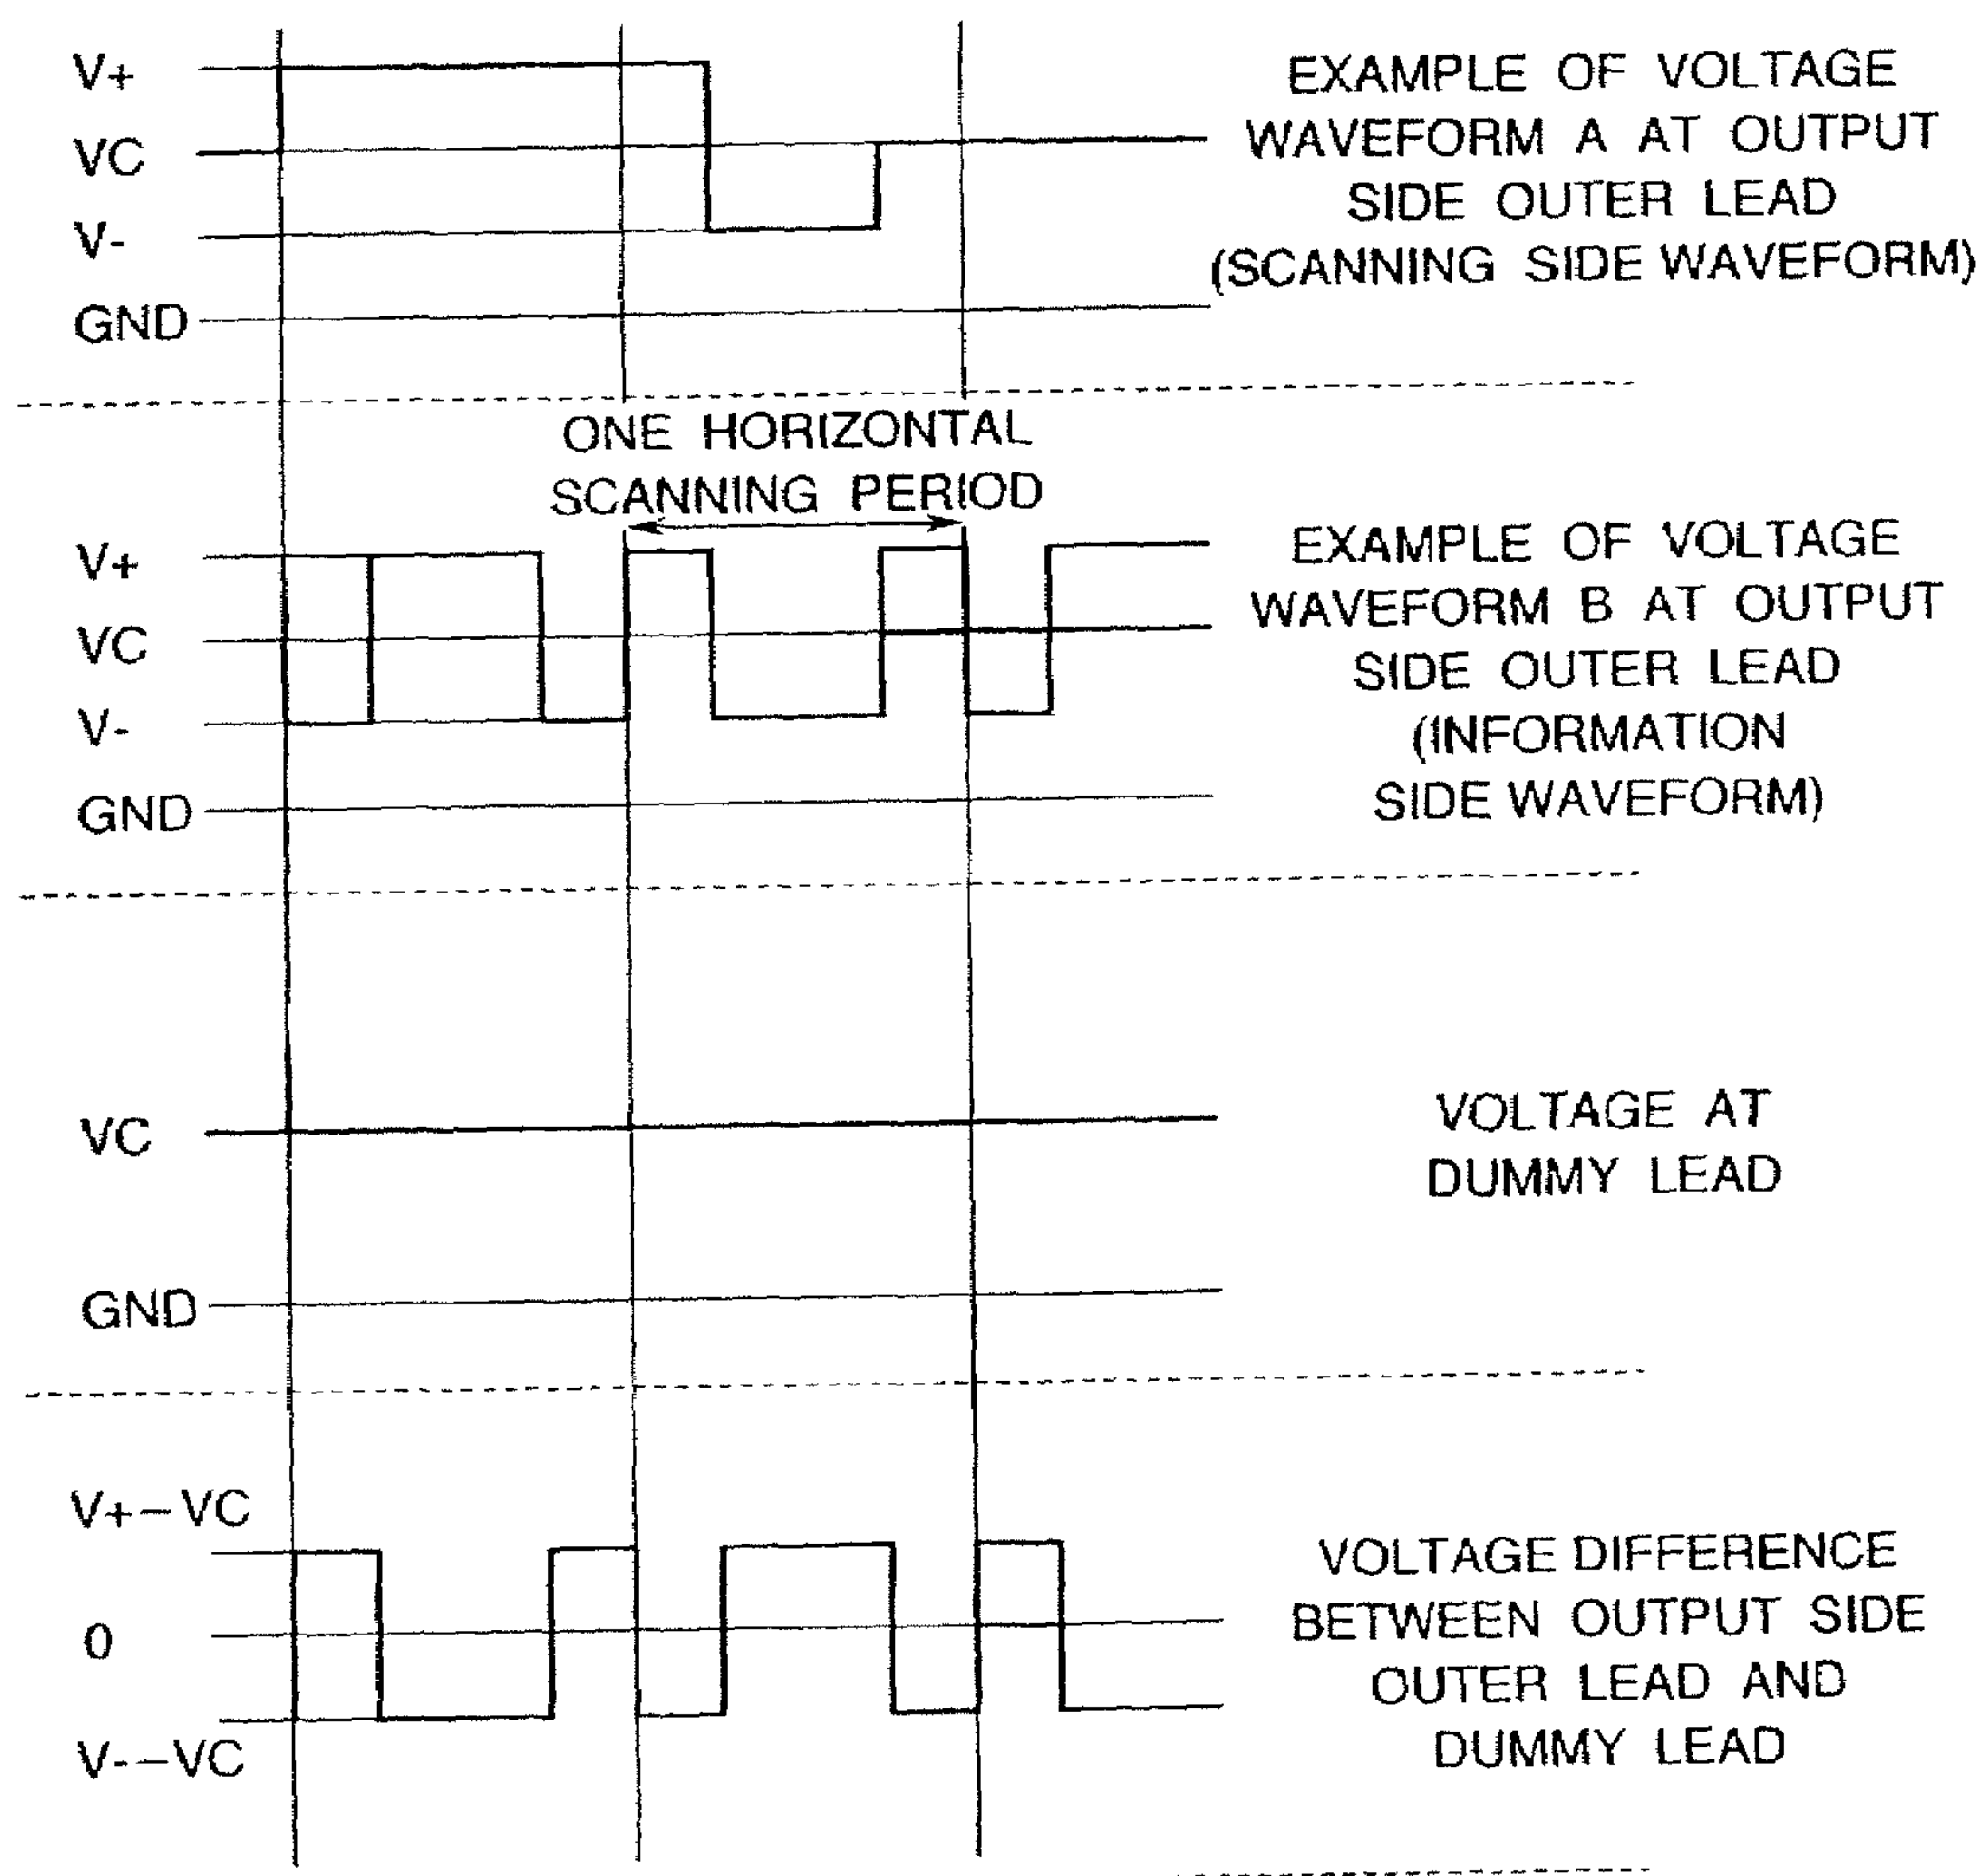 V+
VC
V-
GND
EXAMPLE OF VOLTAGE
WAVEFORM A AT OUTPUT
SIDE OUTER LEAD
(SCANNING SIDE WAVEFORM)
ONE HORIZONTAL
SCANNING PERIOD
V+
VC
V-
GND
EXAMPLE OF VOLTAGE
WAVEFORM B AT OUTPUT
SIDE OUTER LEAD
(INFORMATION
SIDE WAVEFORM)
VC
GND
VOLTAGE AT
DUMMY LEAD
V+–VC
0
V-–VC
VOLTAGE DIFFERENCE
BETWEEN OUTPUT SIDE
OUTER LEAD AND
DUMMY LEAD